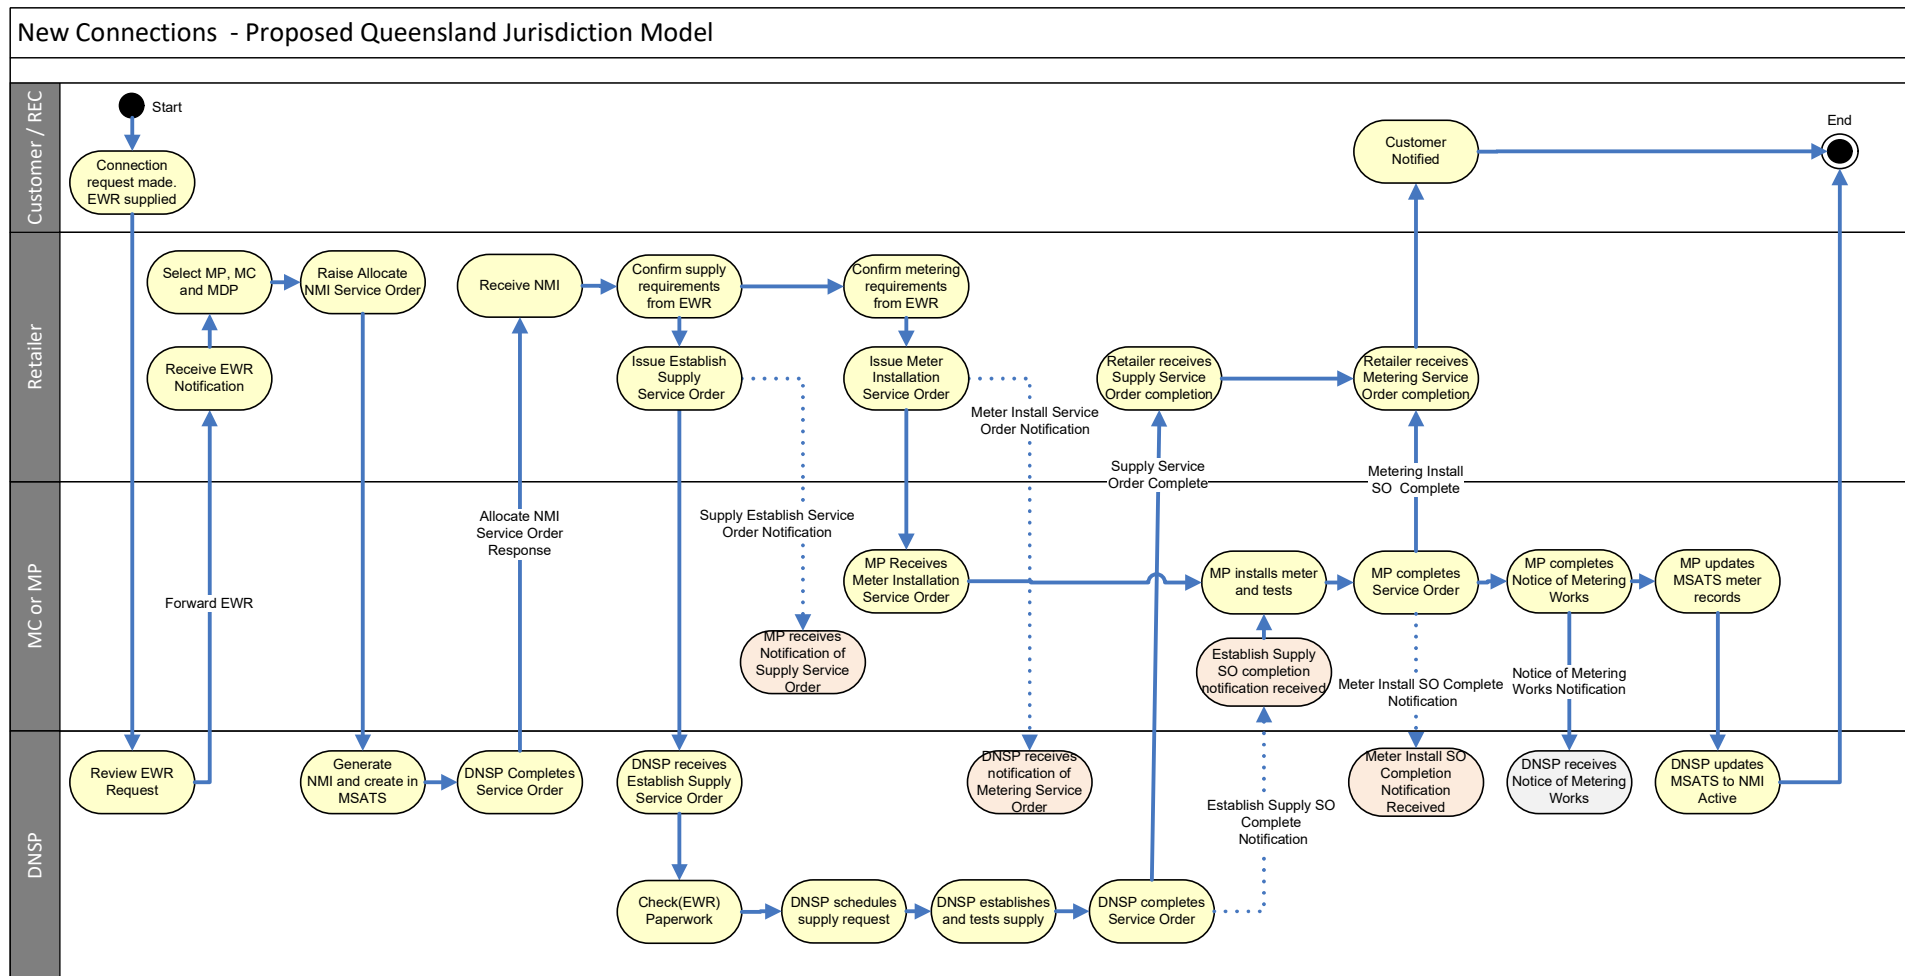 New Connections  - Proposed Queensland Jurisdiction Model
Customer / REC
Start
Connection
request made.
EWR supplied
Customer
Notified
End
Retailer
Select MP, MC
and MDP
Raise Allocate
NMI Service Order
Receive NMI
Confirm supply
requirements
from EWR
Confirm metering
requirements
from EWR
Receive EWR
Notification
Issue Establish
Supply
Service Order
Issue Meter
Installation
Service Order
Retailer receives
Supply Service
Order completion
Retailer receives
Metering Service
Order completion
Meter Install Service
Order Notification
Supply Service
Order Complete
Metering Install
SO  Complete
MC or MP
Allocate NMI
Service Order
Response
Supply Establish Service
Order Notification
Forward EWR
MP Receives
Meter Installation
Service Order
MP installs meter
and tests
MP completes
Service Order
MP completes
Notice of Metering
Works
MP updates
MSATS meter
records
MP receives
Notification of
Supply Service
Order
Establish Supply
SO completion
notification received
Meter Install SO Complete
Notification
Notice of Metering
Works Notification
DNSP
Review EWR
Request
Generate
NMI and create in
MSATS
DNSP Completes
Service Order
DNSP receives
Establish Supply
Service Order
DNSP receives
notification of
Metering Service
Order
Establish Supply SO
Complete
Notification
Meter Install SO
Completion
Notification
Received
DNSP receives
Notice of Metering
Works
DNSP updates
MSATS to NMI
Active
Check(EWR)
Paperwork
DNSP schedules
supply request
DNSP establishes
and tests supply
DNSP completes
Service Order